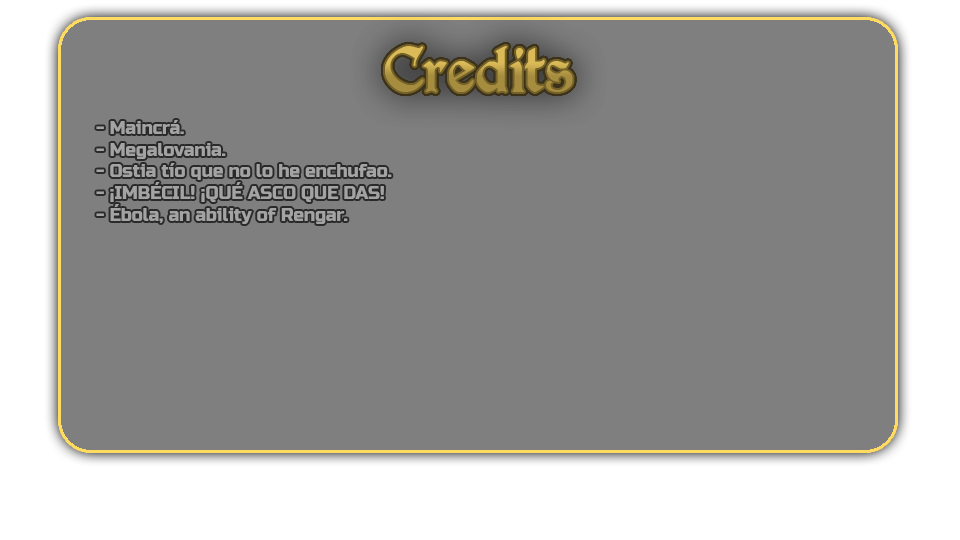 Credits
- Maincrá.
- Megalovania.
- Ostia tío que no lo he enchufao.
- ¡IMBÉCIL! ¡QUÉ ASCO QUE DAS!
- Ébola, an ability of Rengar.